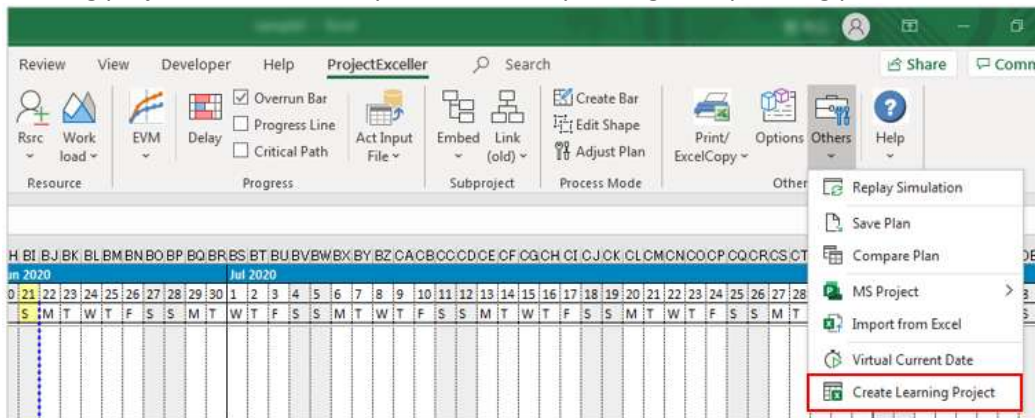 Review View Developer Help ProjectExceller Search Share Comm
Overrun Bar
Progress Line
Critical Path
Create Bar
Edit Shape
Adjust Plan
Rsrc Work load EVM Delay Act Input File Embed Link (old) Print/ ExcelCopy Options Others Help
Resource Progress Subproject Process Mode Other
Replay Simulation
Save Plan
Compare Plan
MS Project
Import from Excel
Virtual Current Date
Create Learning Project
H BI BJ BK BL BM BN BO BP BQ BR BS BT BU BV BW BX BY BZ CA CB CC CD CE CF CG CH CI CJ CK CL CM CN CO CP CQ CR CS CT
un 2020 Jul 2020
0 21 22 23 24 25 26 27 28 29 30 1 2 3 4 5 6 7 8 9 10 11 12 13 14 15 16 17 18 19 20 21 22 23 24 25 26 27 28
S M T W T F S S M T W T F S S M T W T F S S M T W T F S S M T W T F S S M T